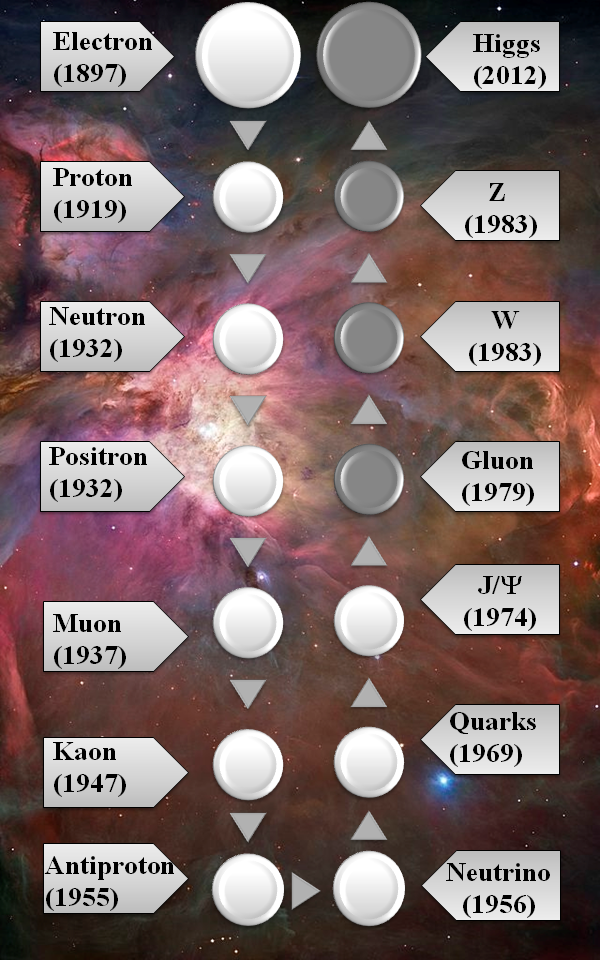 Electron
(1897)
Higgs
(2012)
Proton
(1919)
Z
(1983)
Neutron
(1932)
W
(1983)
Positron
(1932)
Gluon
(1979)
Muon
(1937)
J/Ψ
(1974)
Kaon
(1947)
Quarks
(1969)
Antiproton
(1955)
Neutrino
(1956)